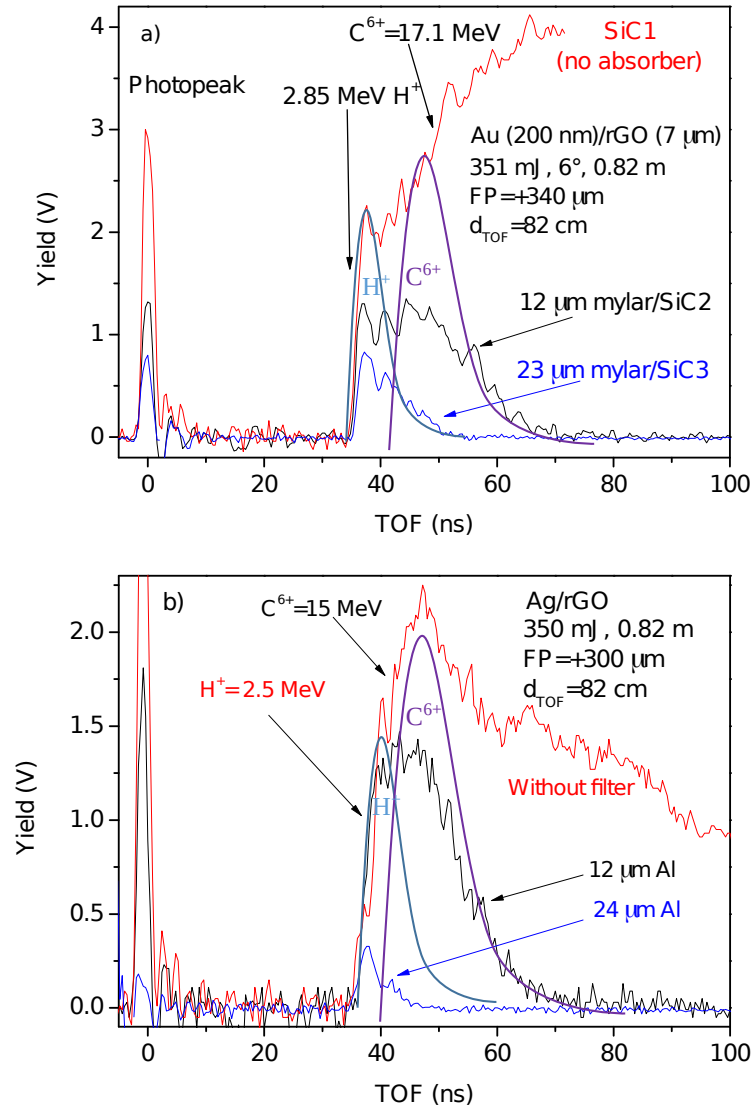 a)
C⁶⁺=17.1 MeV
SiC1
(no absorber)
Photopeak
2.85 MeV H⁺
Au (200 nm)/rGO (7 μm)
351 mJ, 6°, 0.82 m
FP=+340 μm
d_TOF=82 cm
H⁺
C⁶⁺
12 μm mylar/SiC2
23 μm mylar/SiC3
Yield (V)
4
3
2
1
0
0 20 40 60 80 100
TOF (ns)
b)
C⁶⁺=15 MeV
Ag/rGO
350 mJ, 0.82 m
FP=+300 μm
d_TOF=82 cm
H⁺=2.5 MeV
C⁶⁺
Without filter
H⁺
12 μm Al
24 μm Al
Yield (V)
2.0
1.5
1.0
0.5
0.0
0 20 40 60 80 100
TOF (ns)